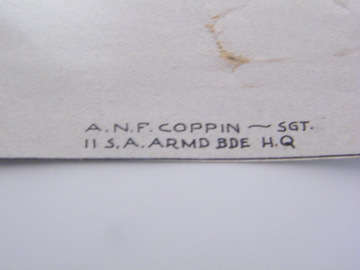 A.N.F. COPPIN ~ SGT.
11 S.A. ARMD BDE H.Q